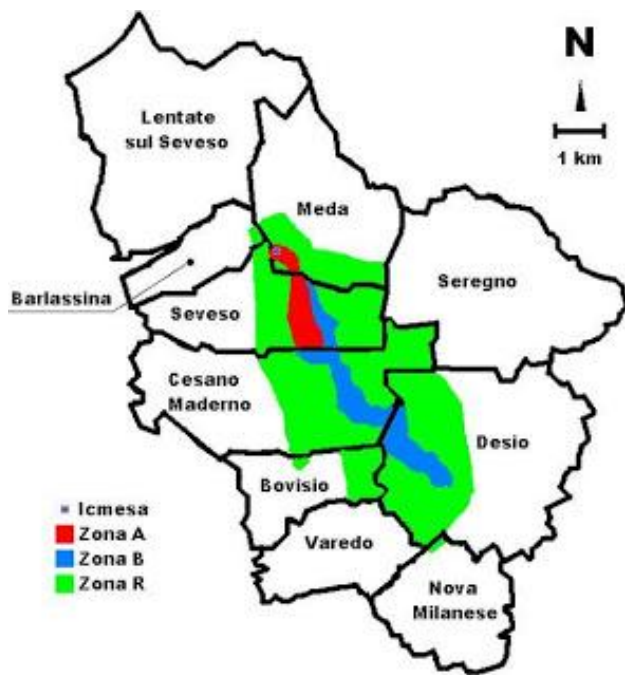 N
1 km
Lentate
sul Seveso
Meda
Seregno
Barlassina
Seveso
Cesano
Maderno
Desio
Bovisio
Varedo
Nova
Milanese
Icmesa
Zona A
Zona B
Zona R